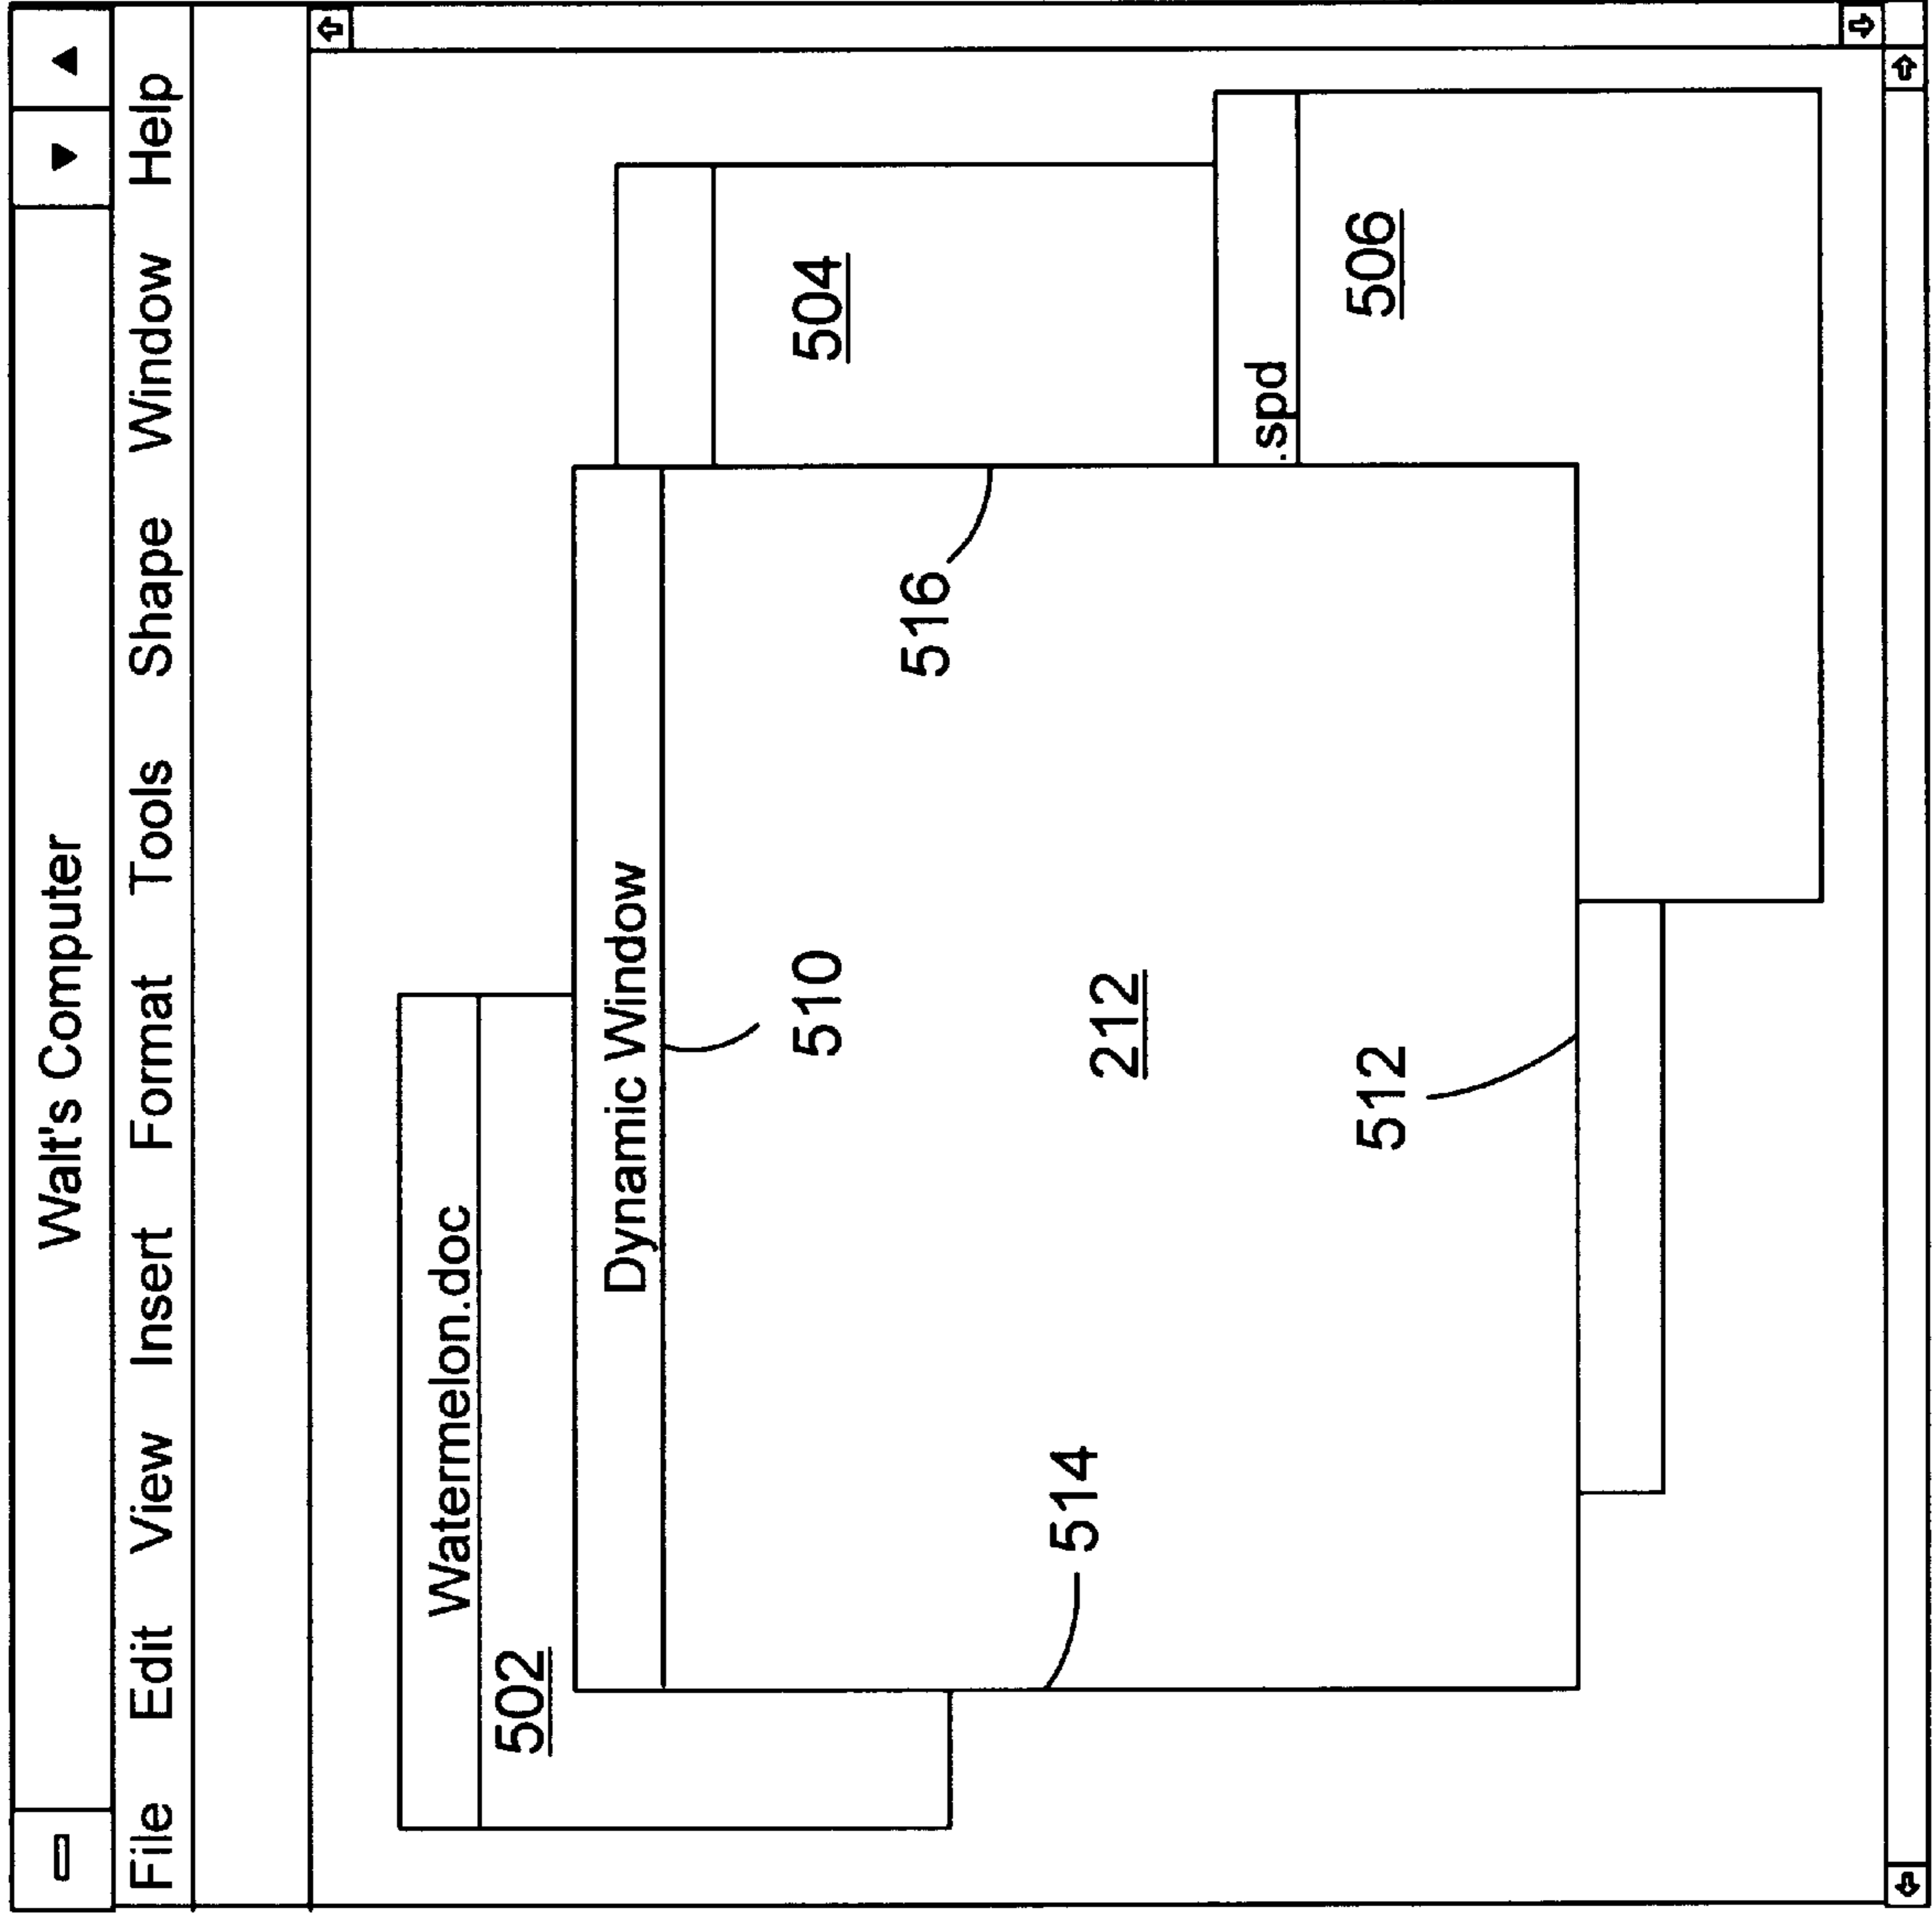 Walt's Computer
File Edit View Insert Format Tools Shape Window Help
Watermelon.doc
502
Dynamic Window
510
504
516
212
514
.spd
512
506